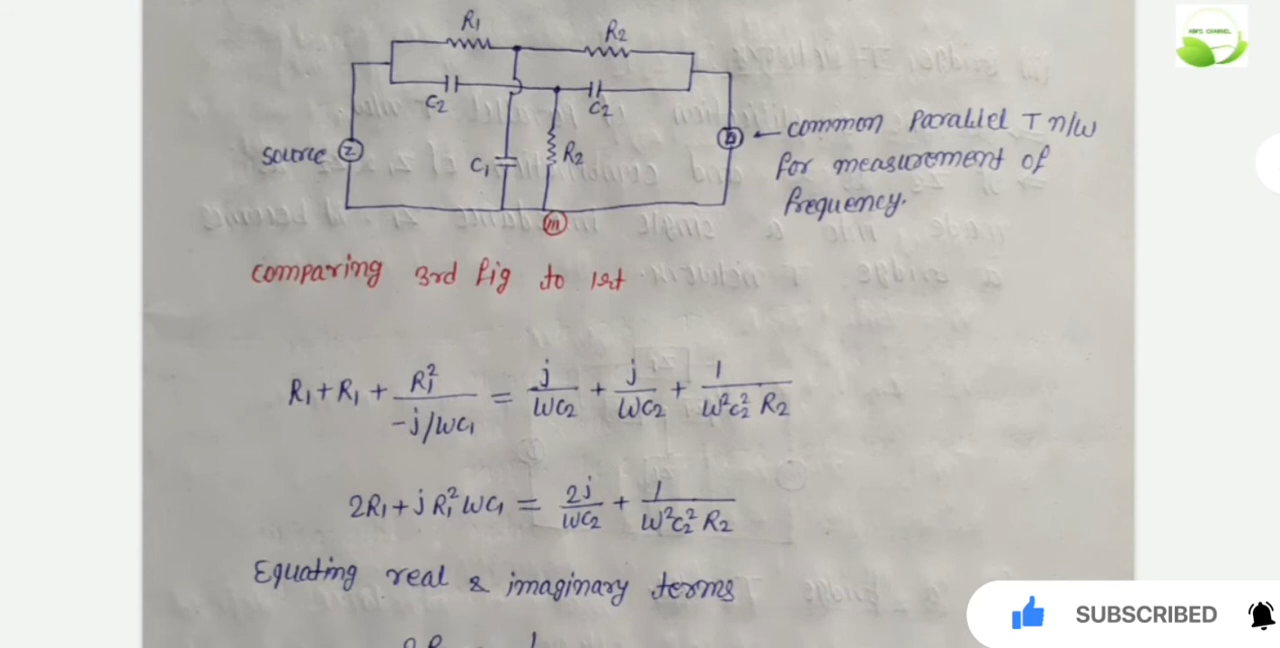 ABR'S CHANNEL
R₁
R₂
C₂
C₂
Source
C₁
R₂
D
m
← common Parallel T n/w
for measurement of
frequency.
comparing 3rd fig to 1st
R₁+R₁+ R₁²/(-j/ωC₁) = j/ωC₂ + j/ωC₂ + 1/(ω²C₂² R₂)
2R₁+j R₁² ωC₁ = 2j/ωC₂ + 1/(ω²C₂² R₂)
Equating real & imaginary terms
SUBSCRIBED